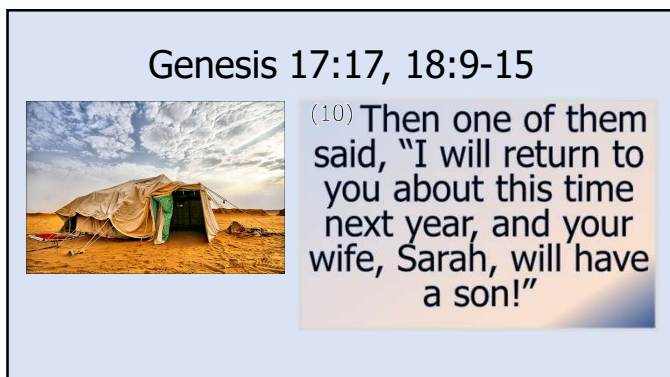 Genesis 17:17, 18:9-15
(10) Then one of them
said, “I will return to
you about this time
next year, and your
wife, Sarah, will have
a son!”